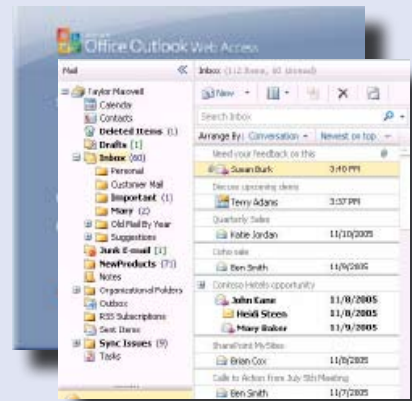 Office Outlook Web Access
Mail
Inbox (112 Items, 60 Unread)
Taylor Maxwell
Calendar
Contacts
Deleted Items (1)
Drafts [1]
Inbox (60)
Personal
Customer Mail
Important (1)
Mary (2)
Old Mail By Year
Suggestions
Junk E-mail [1]
NewProducts (71)
Notes
Organizational Folders
Outbox
RSS Subscriptions
Sent Items
Sync Issues (9)
Tasks
New
Search Inbox
Arrange By: Conversation Newest on top
Need your feedback on this
Susan Burk 3:40 PM
Discuss upcoming deals
Terry Adams 3:37 PM
Quarterly Sales
Katie Jordan 11/10/2005
Ben Smith 11/9/2005
Contoso Hotels opportunity
John Kane 11/8/2005
Heidi Steen 11/8/2005
Mary Baker 11/9/2005
SharePoint MySites
Brian Cox 11/8/2005
Calls to Action from July 5th Meeting
Ben Smith 11/7/2005